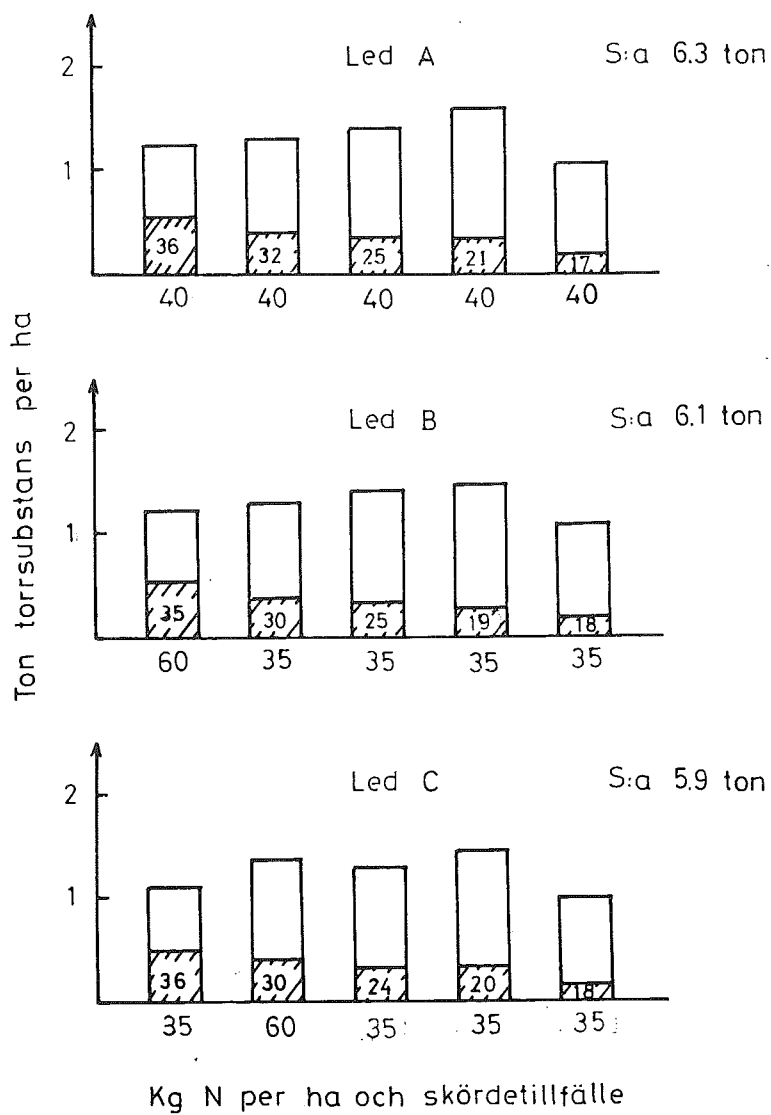 Led A S:a 6.3 ton
2
1
36 32 25 21 17
40 40 40 40 40
Ton torrsubstans per ha
Led B S:a 6.1 ton
2
1
35 30 25 19 18
60 35 35 35 35
Led C S:a 5.9 ton
2
1
36 30 24 20 18
35 60 35 35 35
Kg N per ha och skördetillfälle